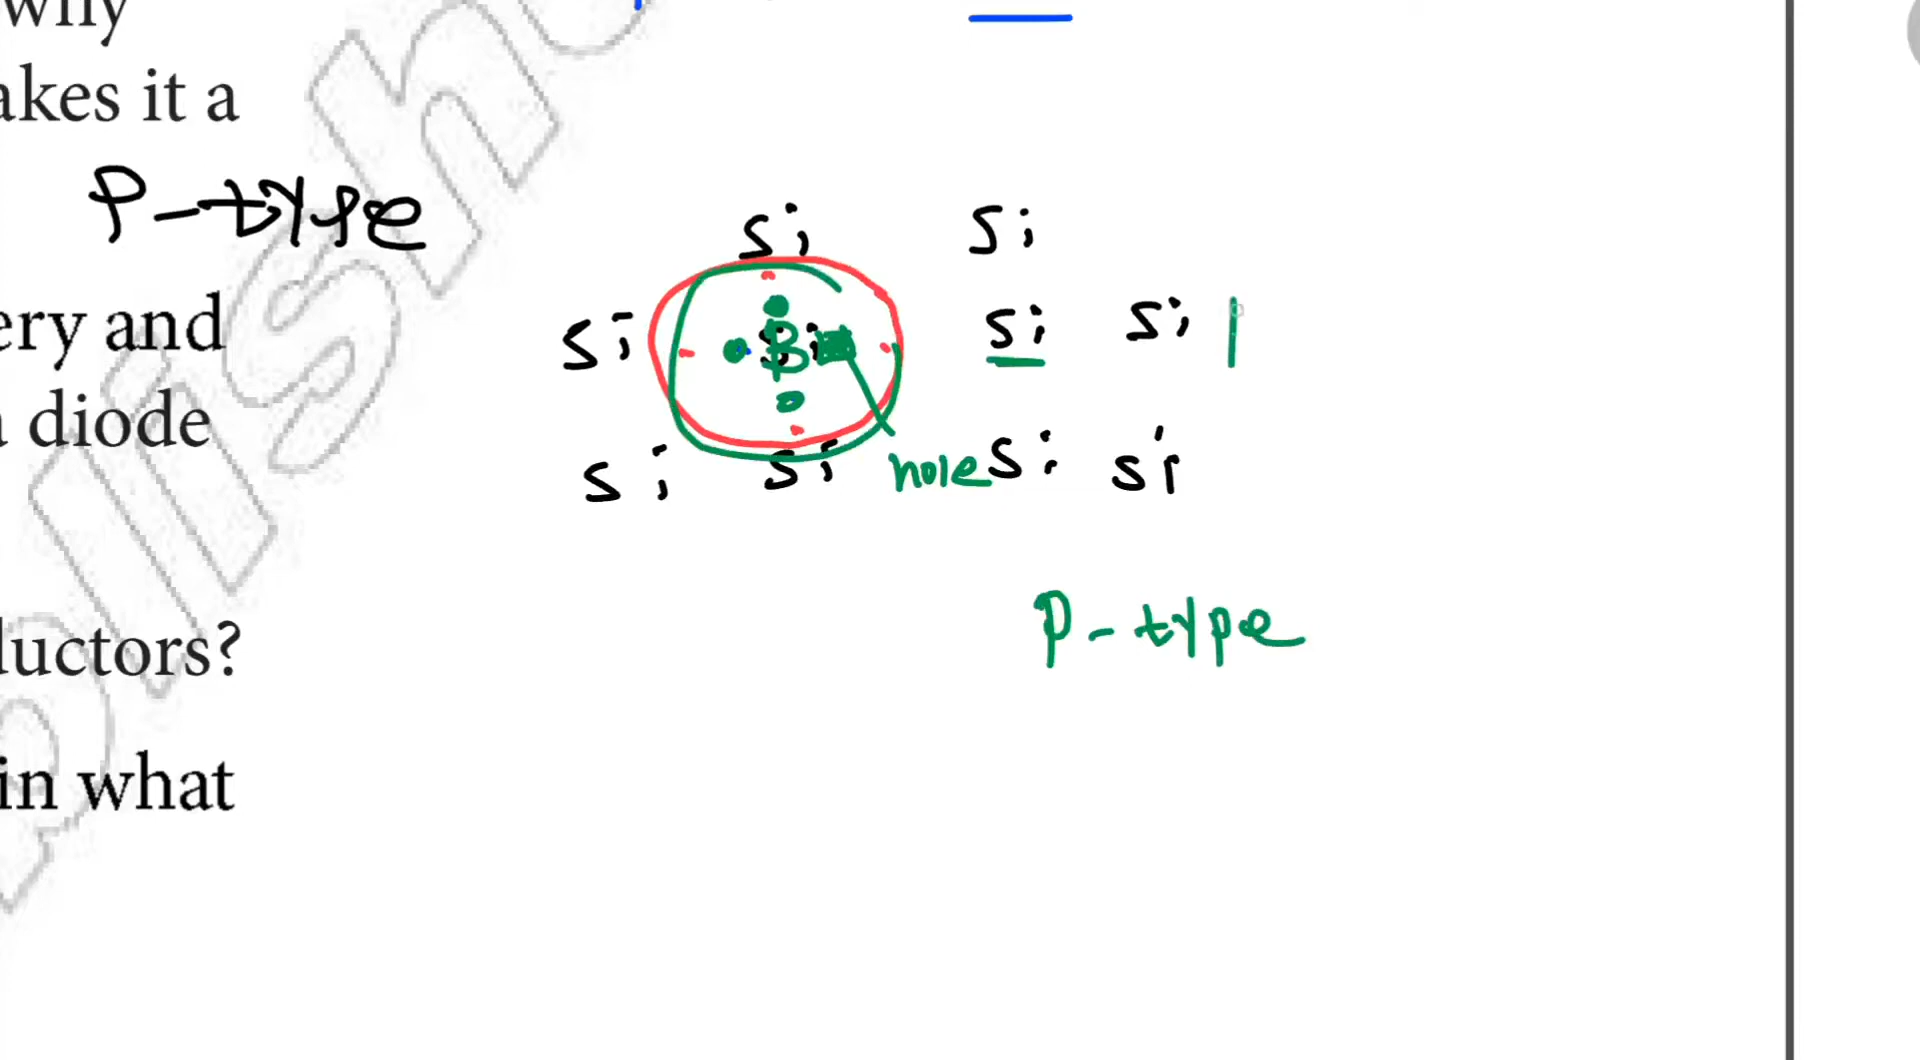 why
akes it a
P-type
Si Si
Si B Si Si
Si Si hole Si Si
ery and
diode
P-type
ductors?
in what